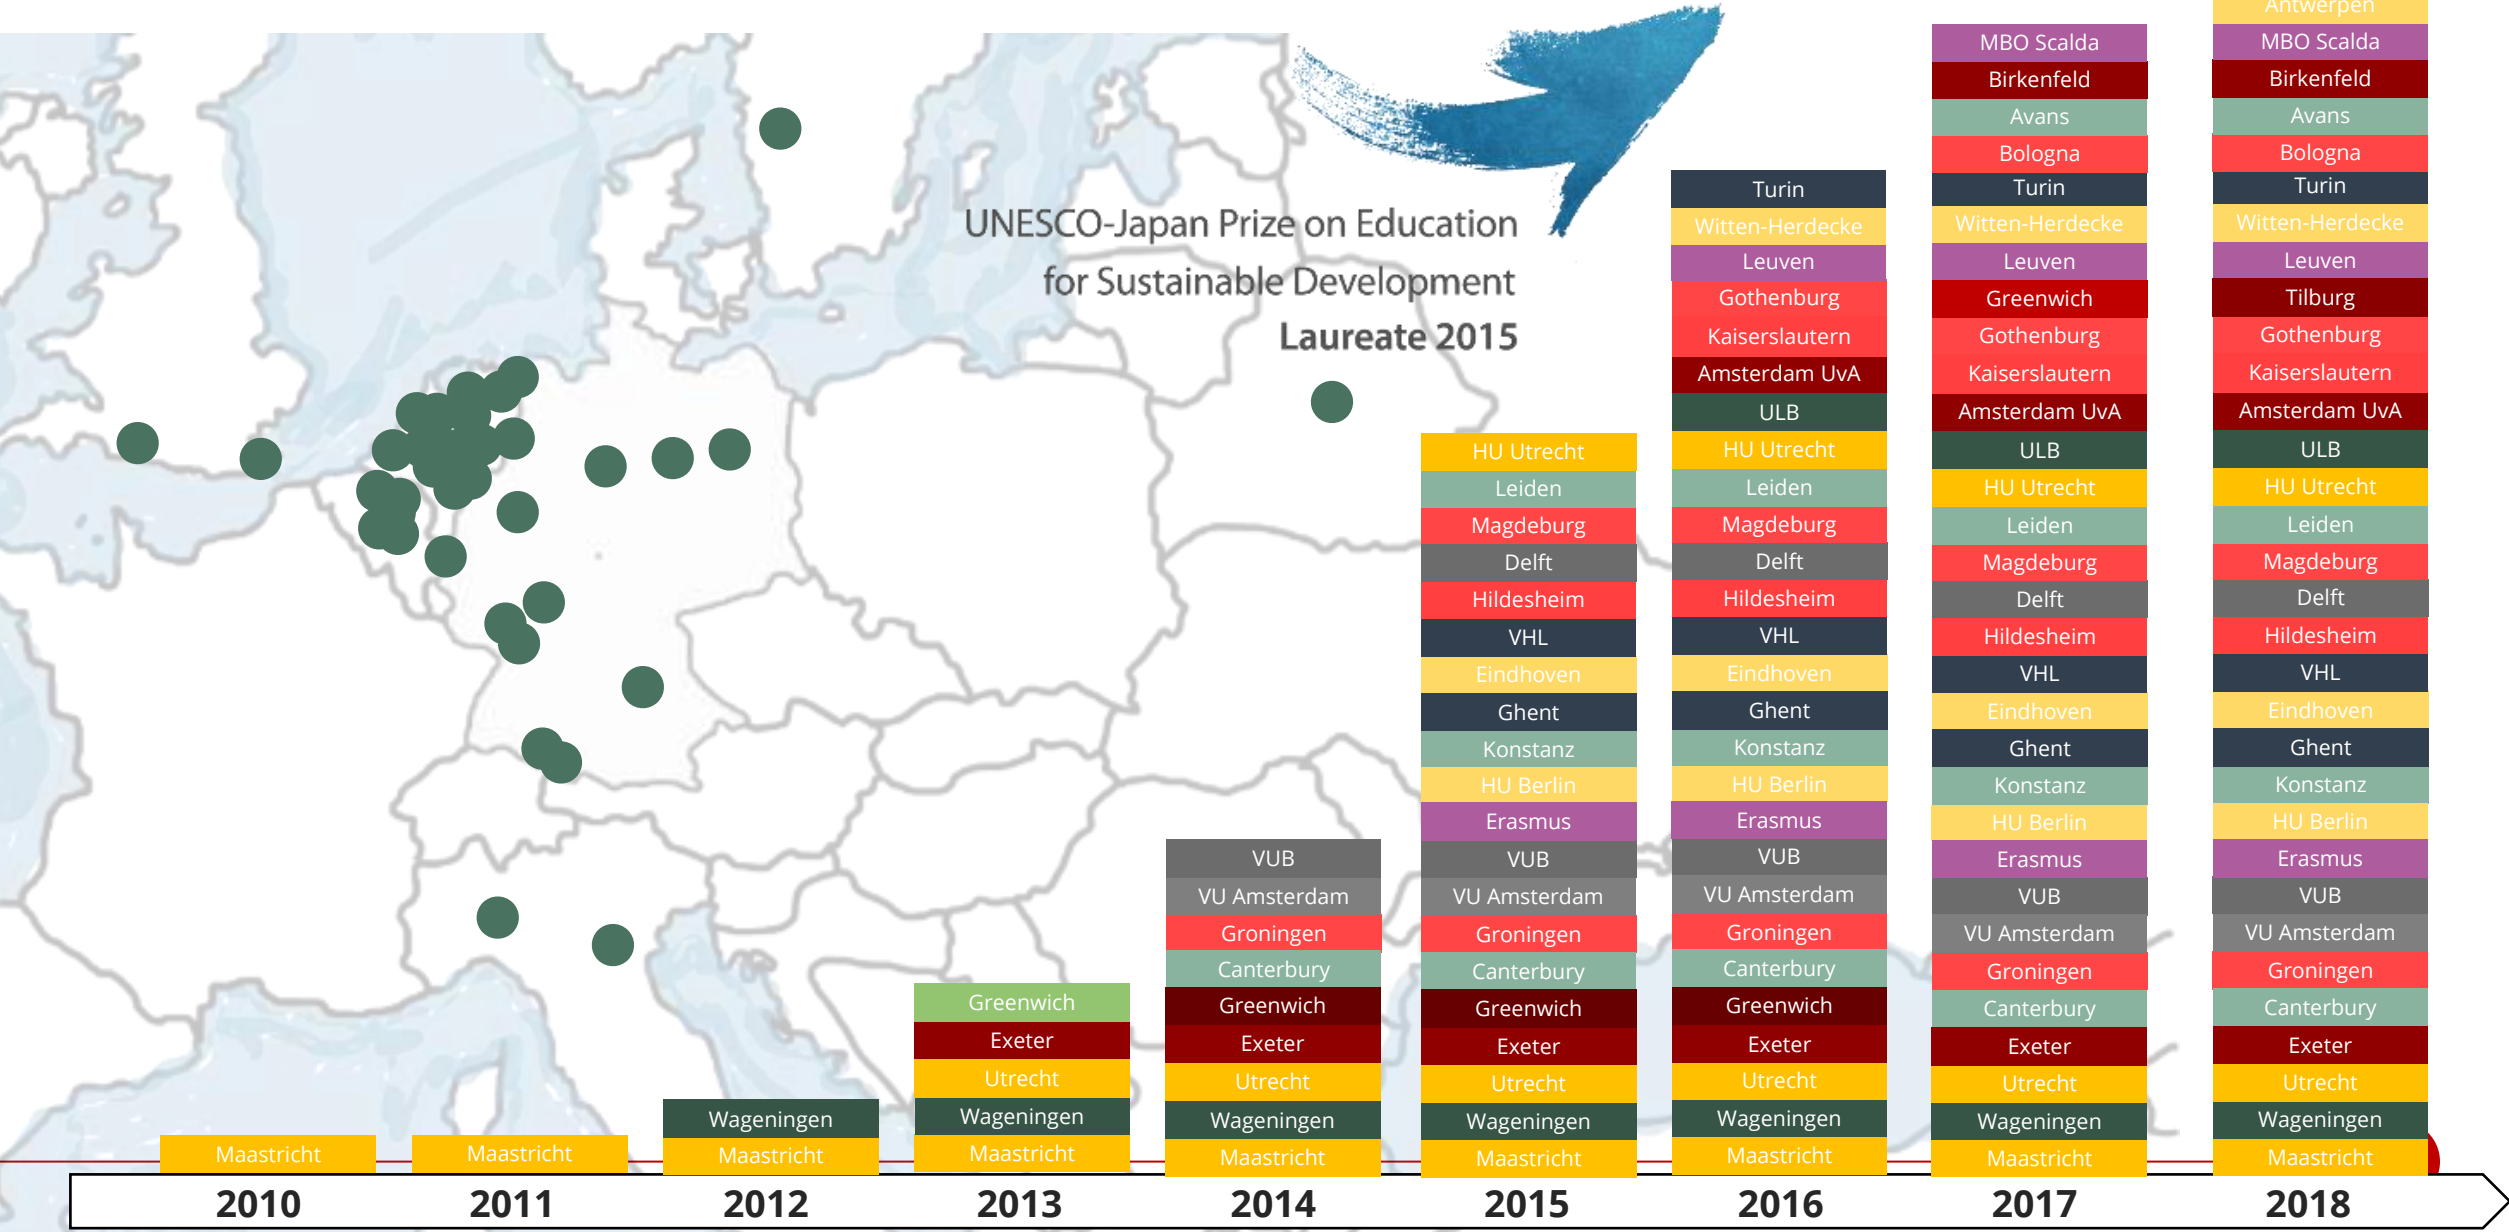 UNESCO-Japan Prize on Education
for Sustainable Development
Laureate 2015
Maastricht
2010
Maastricht
2011
Wageningen
Maastricht
2012
Greenwich
Exeter
Utrecht
Wageningen
Maastricht
2013
VUB
VU Amsterdam
Groningen
Canterbury
Greenwich
Exeter
Utrecht
Wageningen
Maastricht
2014
HU Utrecht
Leiden
Magdeburg
Delft
Hildesheim
VHL
Eindhoven
Ghent
Konstanz
HU Berlin
Erasmus
VUB
VU Amsterdam
Groningen
Canterbury
Greenwich
Exeter
Utrecht
Wageningen
Maastricht
2015
Turin
Witten-Herdecke
Leuven
Gothenburg
Kaiserslautern
Amsterdam UvA
ULB
HU Utrecht
Leiden
Magdeburg
Delft
Hildesheim
VHL
Eindhoven
Ghent
Konstanz
HU Berlin
Erasmus
VUB
VU Amsterdam
Groningen
Canterbury
Greenwich
Exeter
Utrecht
Wageningen
Maastricht
2016
MBO Scalda
Birkenfeld
Avans
Bologna
Turin
Witten-Herdecke
Leuven
Greenwich
Gothenburg
Kaiserslautern
Amsterdam UvA
ULB
HU Utrecht
Leiden
Magdeburg
Delft
Hildesheim
VHL
Eindhoven
Ghent
Konstanz
HU Berlin
Erasmus
VUB
VU Amsterdam
Groningen
Canterbury
Exeter
Utrecht
Wageningen
Maastricht
2017
Antwerpen
MBO Scalda
Birkenfeld
Avans
Bologna
Turin
Witten-Herdecke
Leuven
Tilburg
Gothenburg
Kaiserslautern
Amsterdam UvA
ULB
HU Utrecht
Leiden
Magdeburg
Delft
Hildesheim
VHL
Eindhoven
Ghent
Konstanz
HU Berlin
Erasmus
VUB
VU Amsterdam
Groningen
Canterbury
Exeter
Utrecht
Wageningen
Maastricht
2018